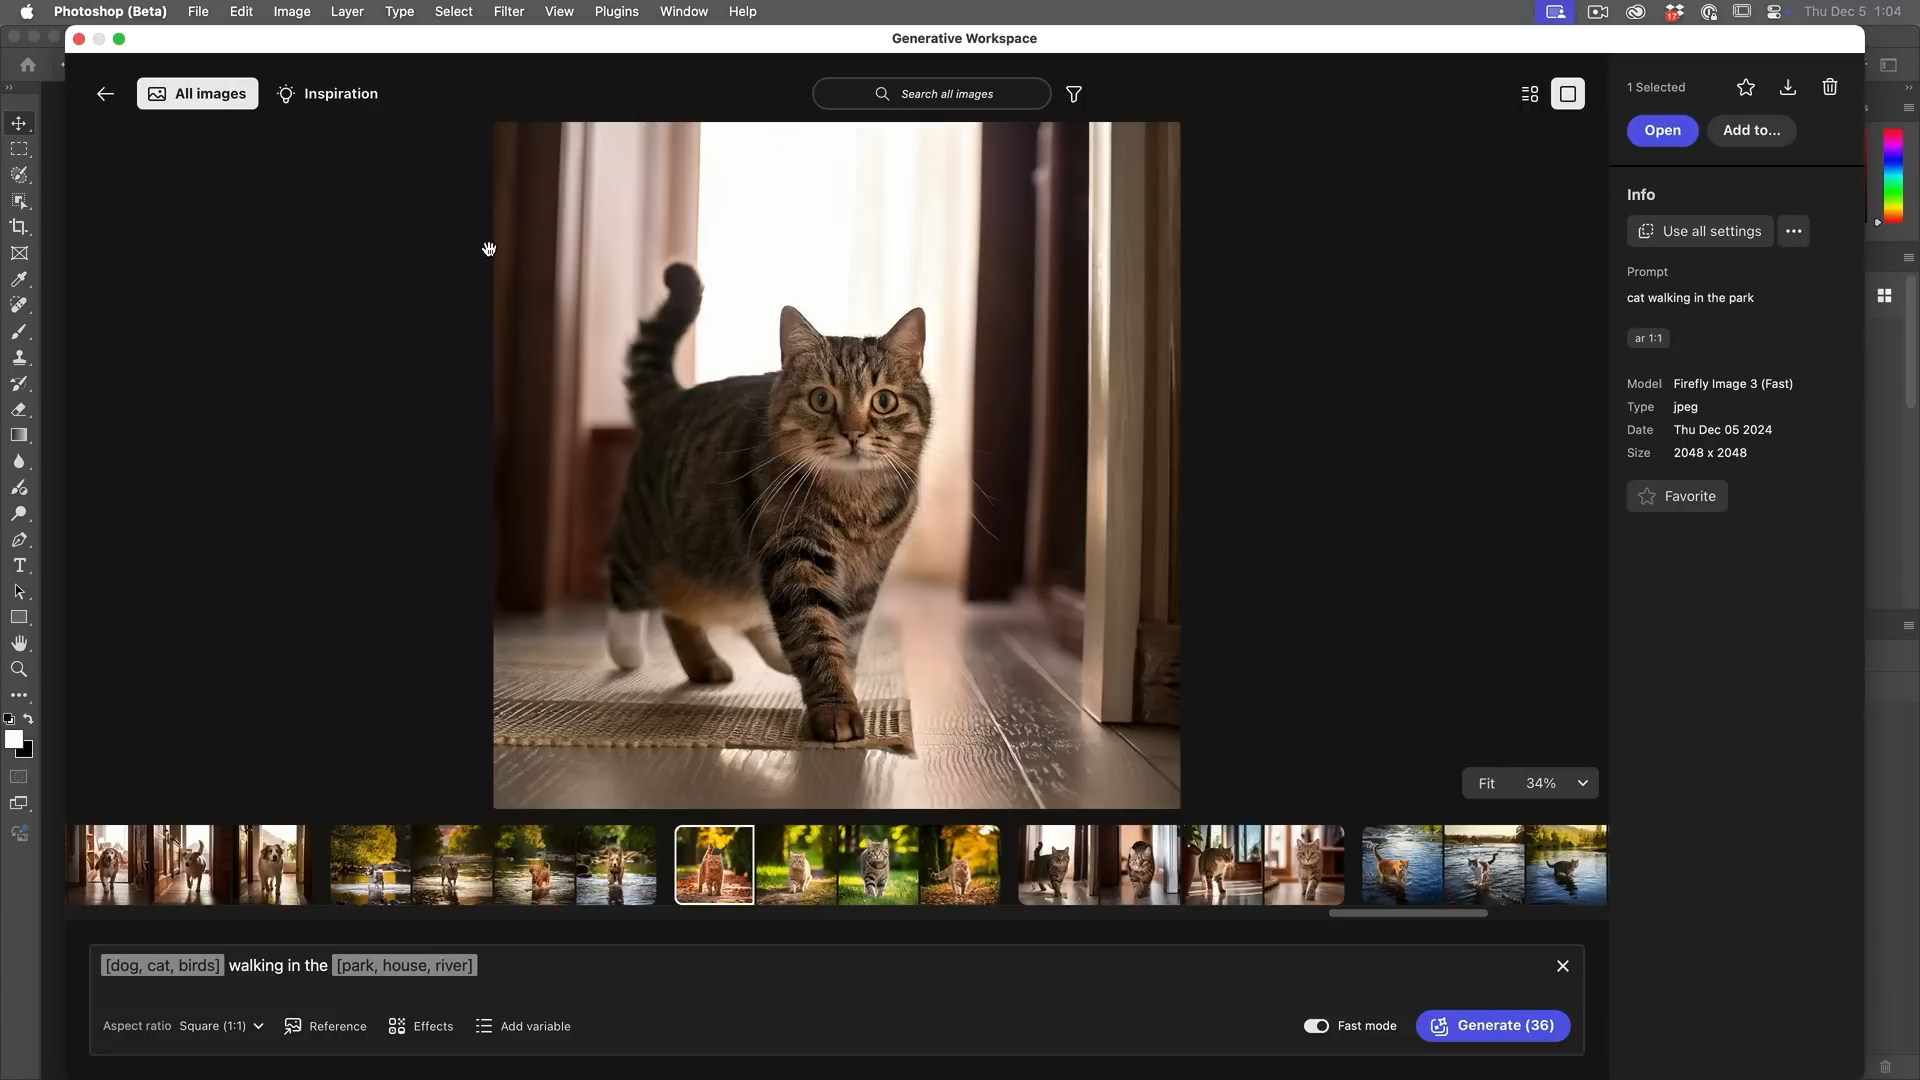 Photoshop (Beta) File Edit Image Layer Type Select Filter View Plugins Window Help
17
Thu Dec 5 1:04
Generative Workspace
All images Inspiration
Search all images
1 Selected
Open Add to...
Info
Use all settings
Prompt
cat walking in the park
ar 1:1
Model Firefly Image 3 (Fast)
Type jpeg
Date Thu Dec 05 2024
Size 2048 x 2048
Favorite
Fit 34%
[dog, cat, birds] walking in the [park, house, river]
Aspect ratio Square (1:1) Reference Effects Add variable
Fast mode Generate (36)